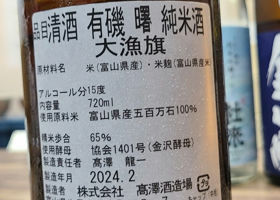 品目清酒 有磯 曙 純米酒
大漁旗
原材料名 米(富山県産)・米麹(富山県産)
アルコール分15度
内容量 720ml
使用原料米 富山県産五百万石100%
精米歩合 65%
使用酵母 協会1401号(金沢酵母)
製造責任者 髙澤 龍一
製造年月 2024.2
製造者 株式会社 髙澤酒造場